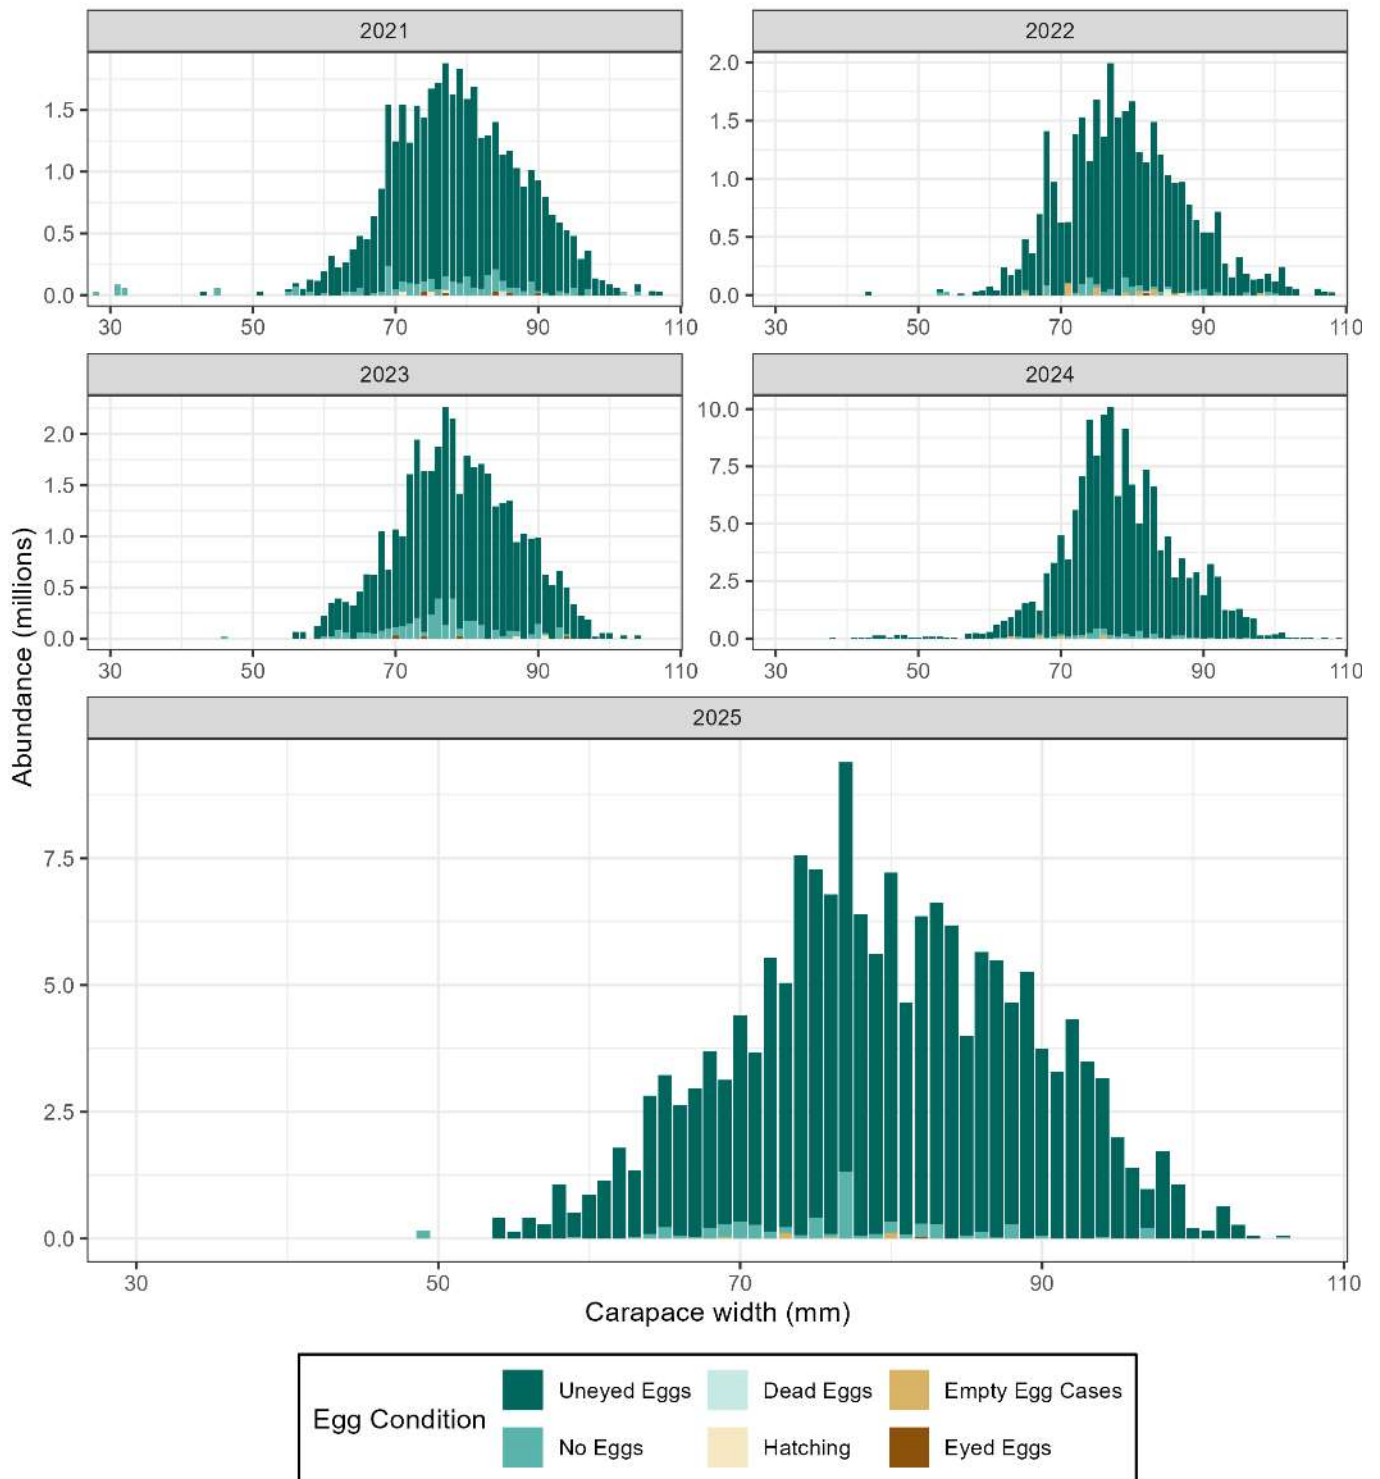 2021
2022
1.5
1.0
0.5
0.0
30 50 70 90 110
2.0
1.5
1.0
0.5
0.0
30 50 70 90 110
2023
2024
2.0
1.5
1.0
0.5
0.0
30 50 70 90 110
10.0
7.5
5.0
2.5
0.0
30 50 70 90 110
Abundance (millions)
2025
7.5
5.0
2.5
0.0
30 50 70 90 110
Carapace width (mm)
Egg Condition
Uneyed Eggs Dead Eggs Empty Egg Cases
No Eggs Hatching Eyed Eggs